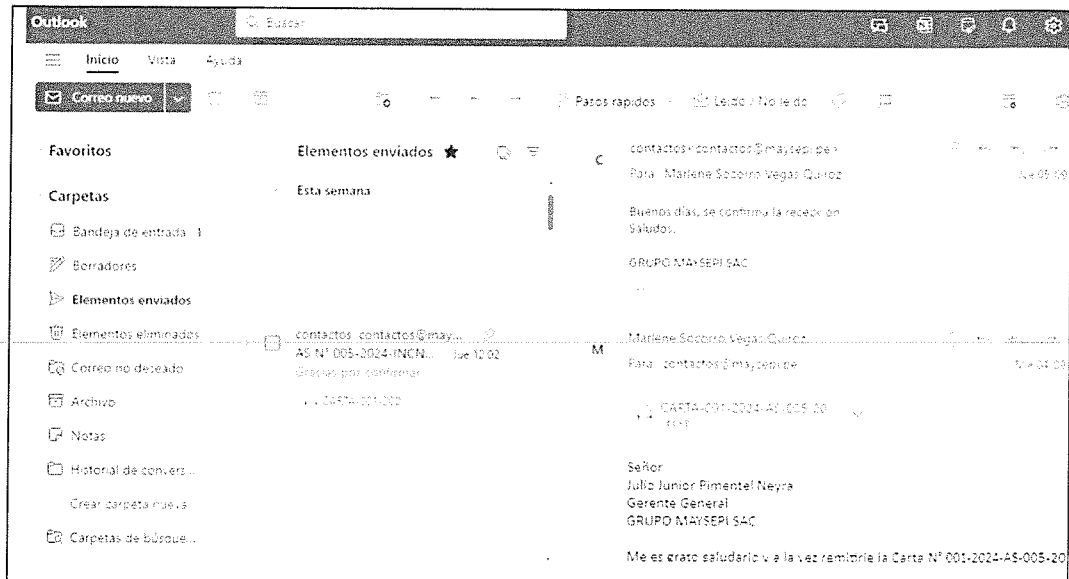 Outlook
Buscar
Inicio Vista Ayuda
Correo nuevo
Pasos rápidos
Leído / No leído
Favoritos
Carpetas
Bandeja de entrada 1
Borradores
Elementos enviados
Elementos eliminados
Correo no deseado
Archivo
Notas
Historial de convers...
Crear carpeta nueva
Carpetas de búsque...
Elementos enviados
Esta semana
contactos contactos@may...
AS N° 005-2024-INCN... Jue 12:02
Gracias por confirmar
CARTA-001-202
C
contactos<contactos@maysepi.pe>
Para: Marlene Socorro Vegas Quiroz
Buenos días, se confirma la recepción
Saludos.
GRUPO MAYSEPI SAC
M
Marlene Socorro Vegas Quiroz
Para: contactos@maysepi.pe
CARTA-001-2024-AS-005-20
Señor
Julio Junior Pimentel Neyra
Gerente General
GRUPO MAYSEPI SAC
Me es grato saludarlo y a la vez remitirle la Carta N° 001-2024-AS-005-20